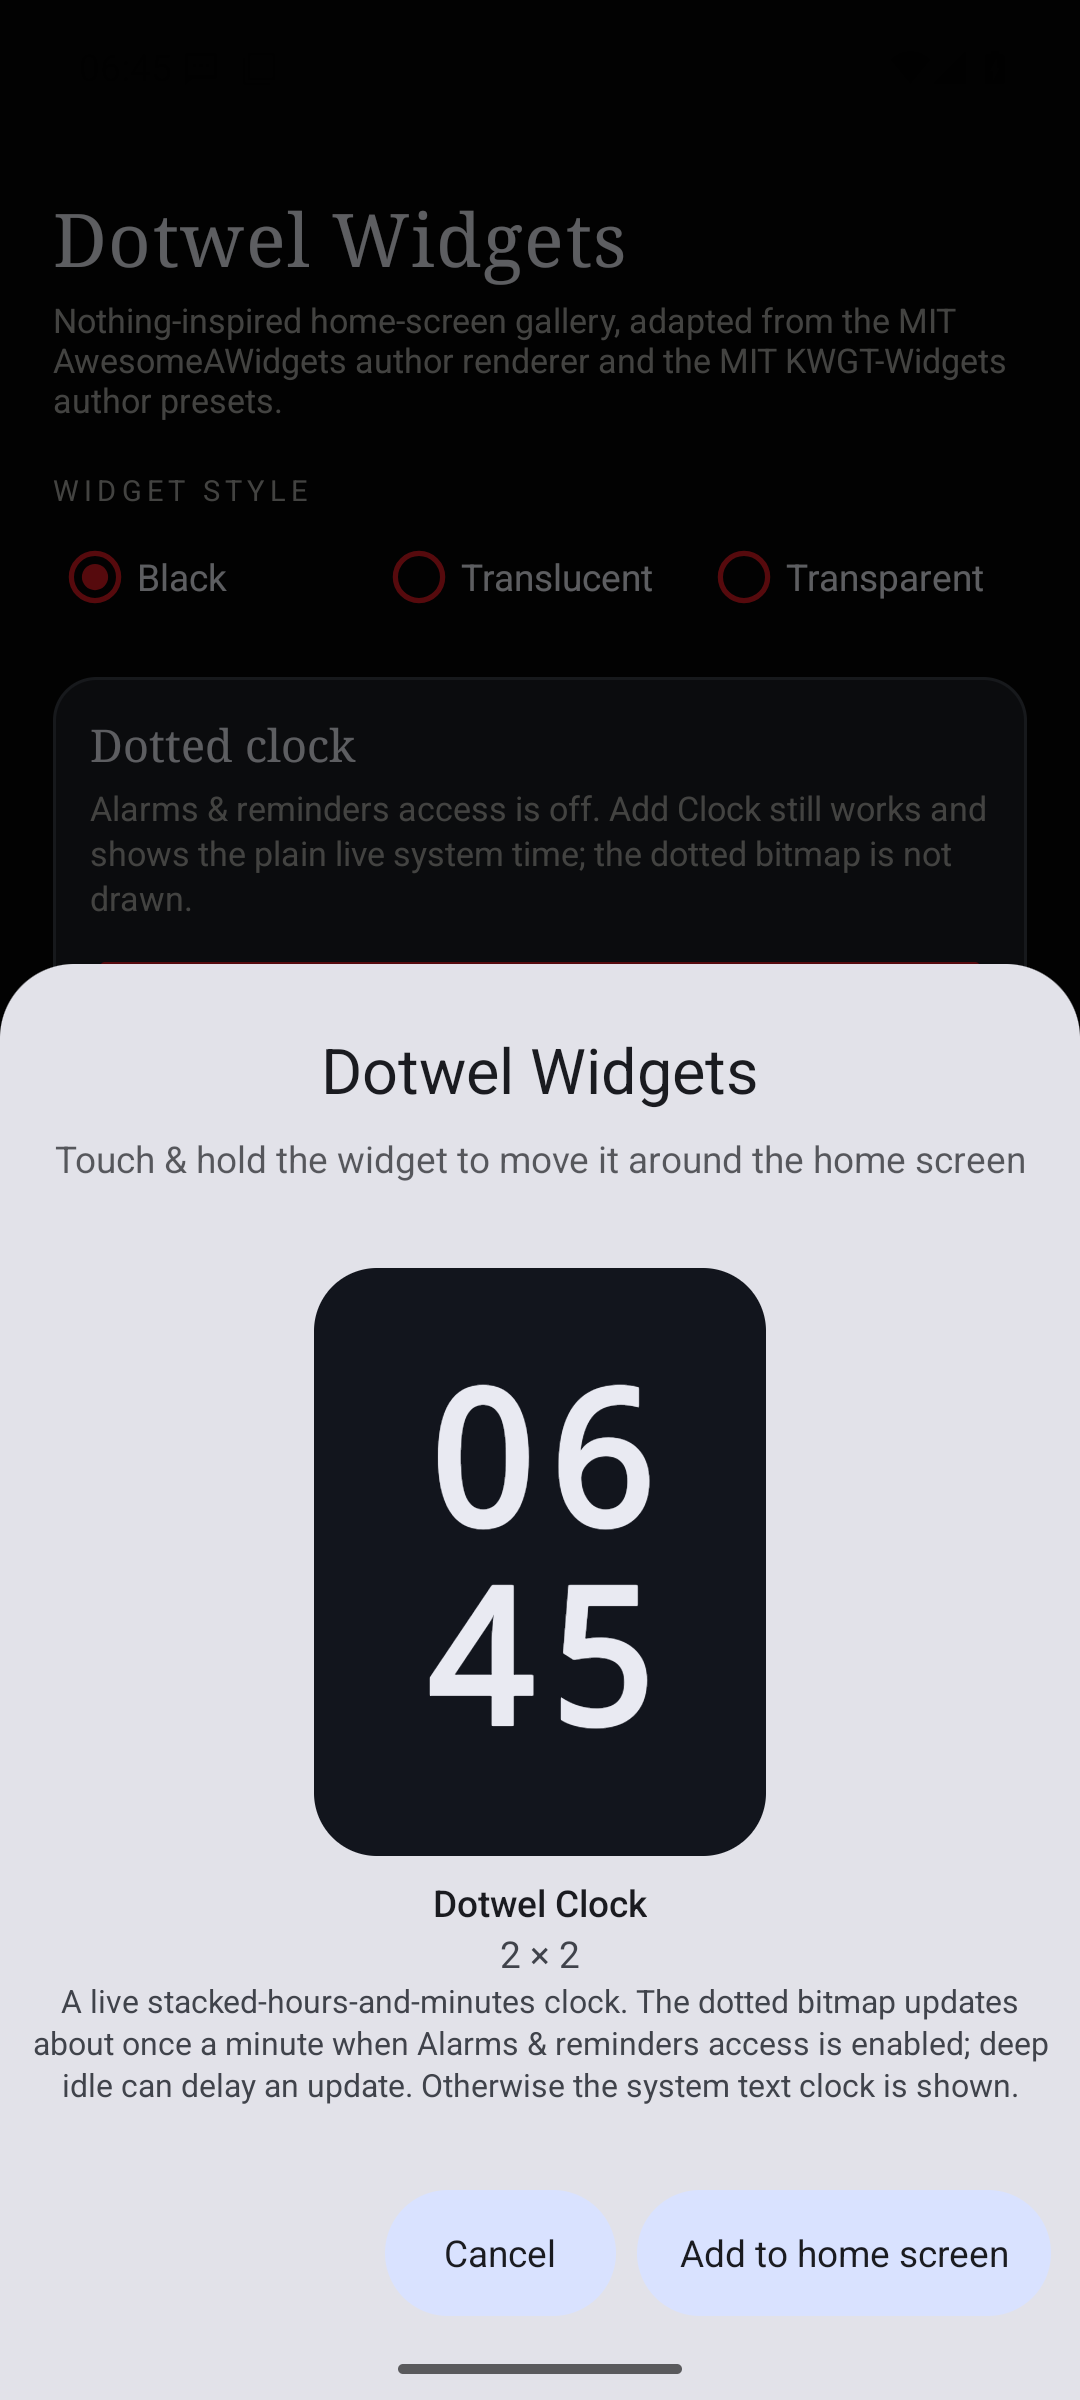 Dotwel Widgets
Nothing-inspired home-screen gallery, adapted from the MIT
AwesomeAWidgets author renderer and the MIT KWGT-Widgets
author presets.
WIDGET STYLE
Black
Translucent
Transparent
Dotted clock
Alarms & reminders access is off. Add Clock still works and
shows the plain live system time; the dotted bitmap is not
drawn.
Dotwel Widgets
Touch & hold the widget to move it around the home screen
06
45
Dotwel Clock
2 × 2
A live stacked-hours-and-minutes clock. The dotted bitmap updates
about once a minute when Alarms & reminders access is enabled; deep
idle can delay an update. Otherwise the system text clock is shown.
Cancel
Add to home screen